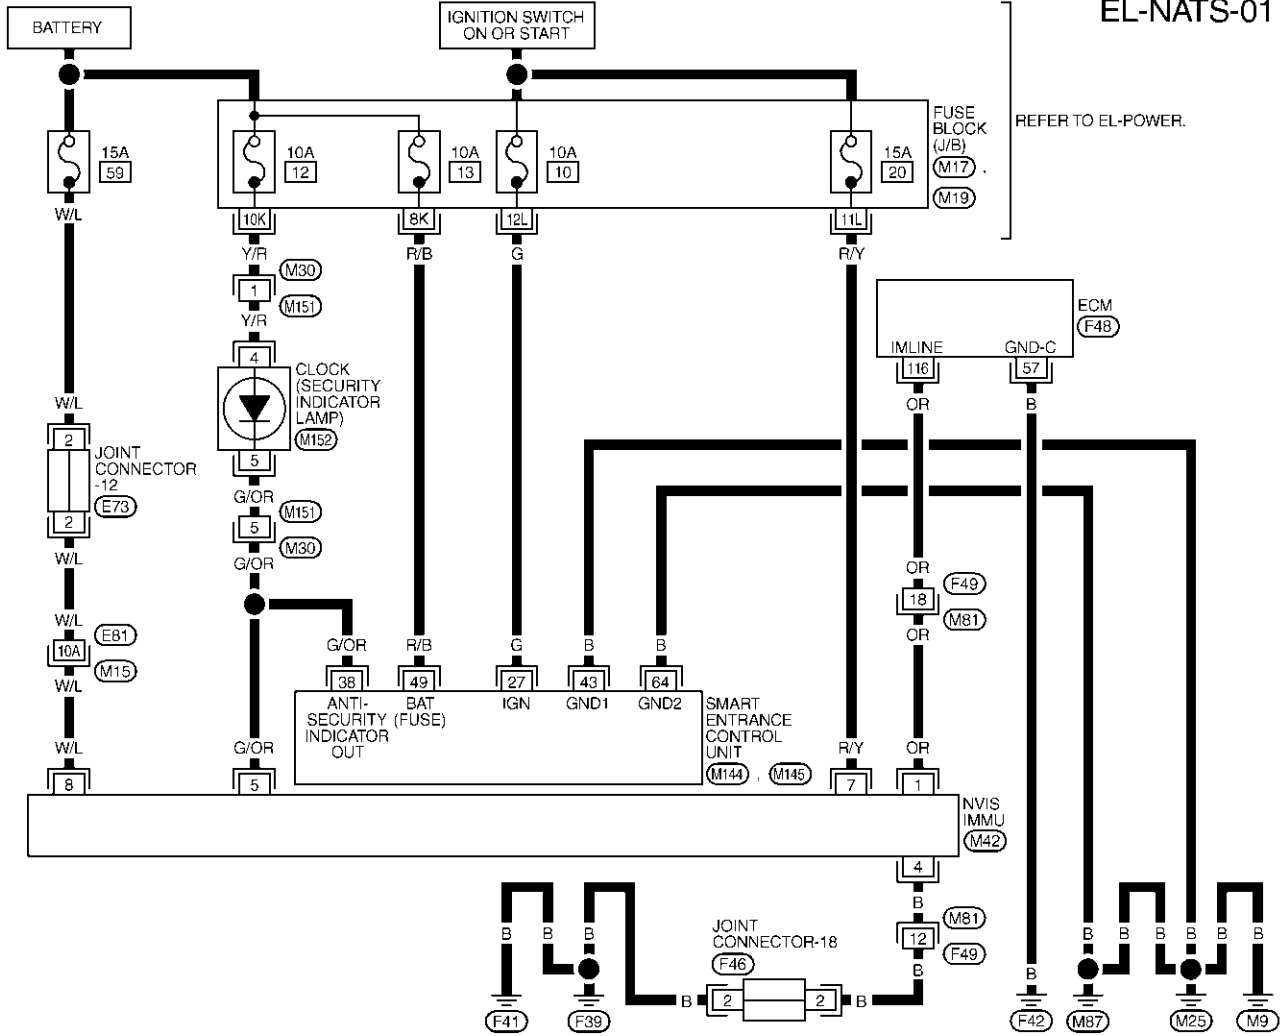 EL-NATS-01
BATTERY
IGNITION SWITCH
ON OR START
FUSE
BLOCK
(J/B)
M17 ,
M19
REFER TO EL-POWER.
15A
59
10A
12
10A
13
10A
10
15A
20
W/L
10K
8K
12L
11L
Y/R
R/B
G
R/Y
M30
1
M151
Y/R
ECM
F48
IMLINE
GND-C
116
57
OR
B
4
CLOCK
(SECURITY
INDICATOR
LAMP)
M152
5
W/L
2
JOINT
CONNECTOR
-12
E73
2
G/OR
M151
5
M30
G/OR
W/L
OR
F49
18
M81
OR
W/L
E81
10A
M15
W/L
G/OR
R/B
G
B
B
38
49
27
43
64
ANTI-
SECURITY
INDICATOR
OUT
BAT
(FUSE)
IGN
GND1
GND2
SMART
ENTRANCE
CONTROL
UNIT
M144 , M145
W/L
G/OR
R/Y
OR
8
5
7
1
NVIS
IMMU
M42
4
B
M81
12
F49
B
JOINT
CONNECTOR-18
F46
B
2
2
B
B
B
B
B
B
B
B
B
B
B
F41
F39
F42
M87
M25
M9